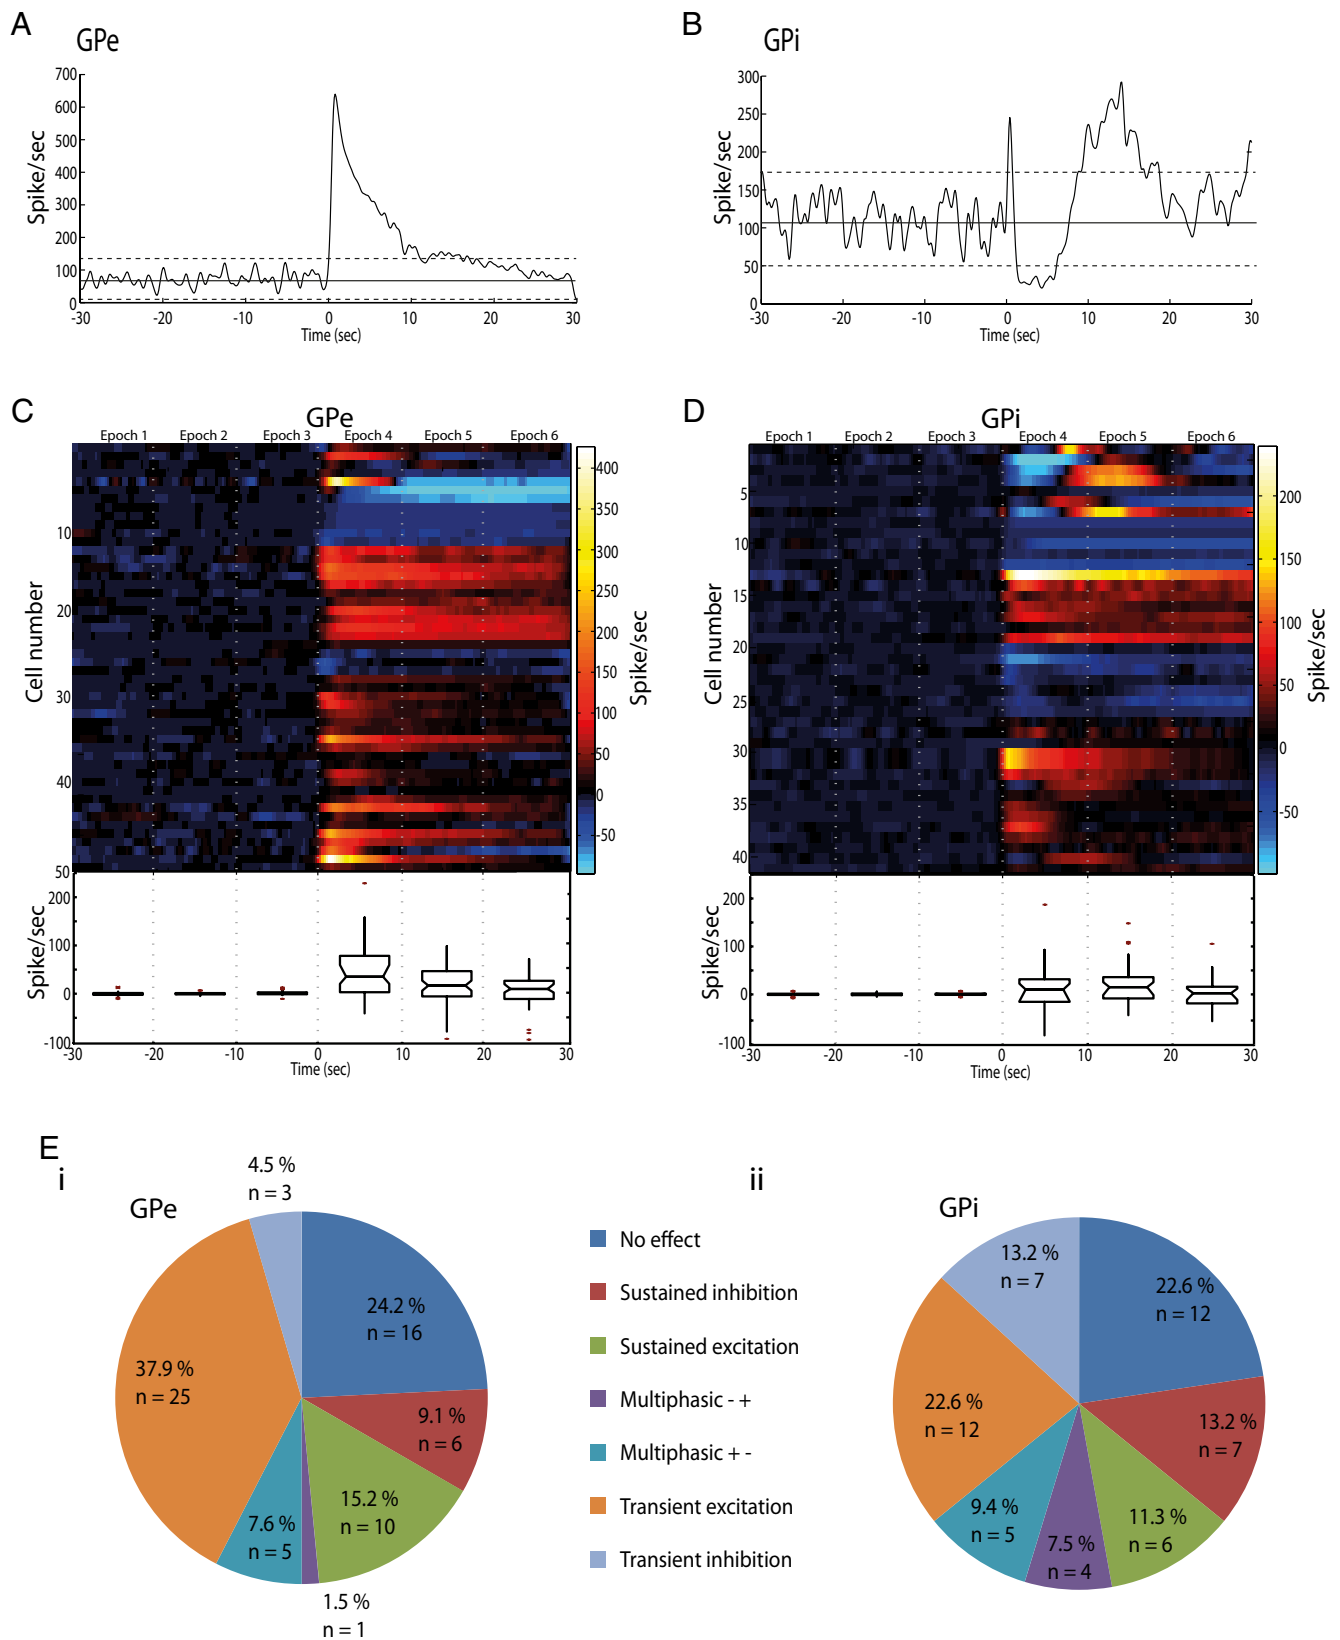 A
GPe
700
600
500
400
300
200
100
0
Spike/sec
-30
-20
-10
0
10
20
30
Time (sec)
B
GPi
300
250
200
150
100
50
0
Spike/sec
-30
-20
-10
0
10
20
30
Time (sec)
C
GPe
Epoch 1
Epoch 2
Epoch 3
Epoch 4
Epoch 5
Epoch 6
10
20
30
40
50
Cell number
400
350
300
250
200
150
100
50
0
-50
Spike/sec
200
100
0
-100
Spike/sec
-30
-20
-10
0
10
20
30
Time (sec)
D
GPi
Epoch 1
Epoch 2
Epoch 3
Epoch 4
Epoch 5
Epoch 6
5
10
15
20
25
30
35
40
Cell number
200
150
100
50
0
-50
Spike/sec
200
100
0
-100
Spike/sec
-30
-20
-10
0
10
20
30
Time (sec)
E
i
GPe
4.5 %
n = 3
24.2 %
n = 16
9.1 %
n = 6
15.2 %
n = 10
1.5 %
n = 1
7.6 %
n = 5
37.9 %
n = 25
No effect
Sustained inhibition
Sustained excitation
Multiphasic - +
Multiphasic + -
Transient excitation
Transient inhibition
ii
GPi
13.2 %
n = 7
22.6 %
n = 12
13.2 %
n = 7
11.3 %
n = 6
7.5 %
n = 4
9.4 %
n = 5
22.6 %
n = 12